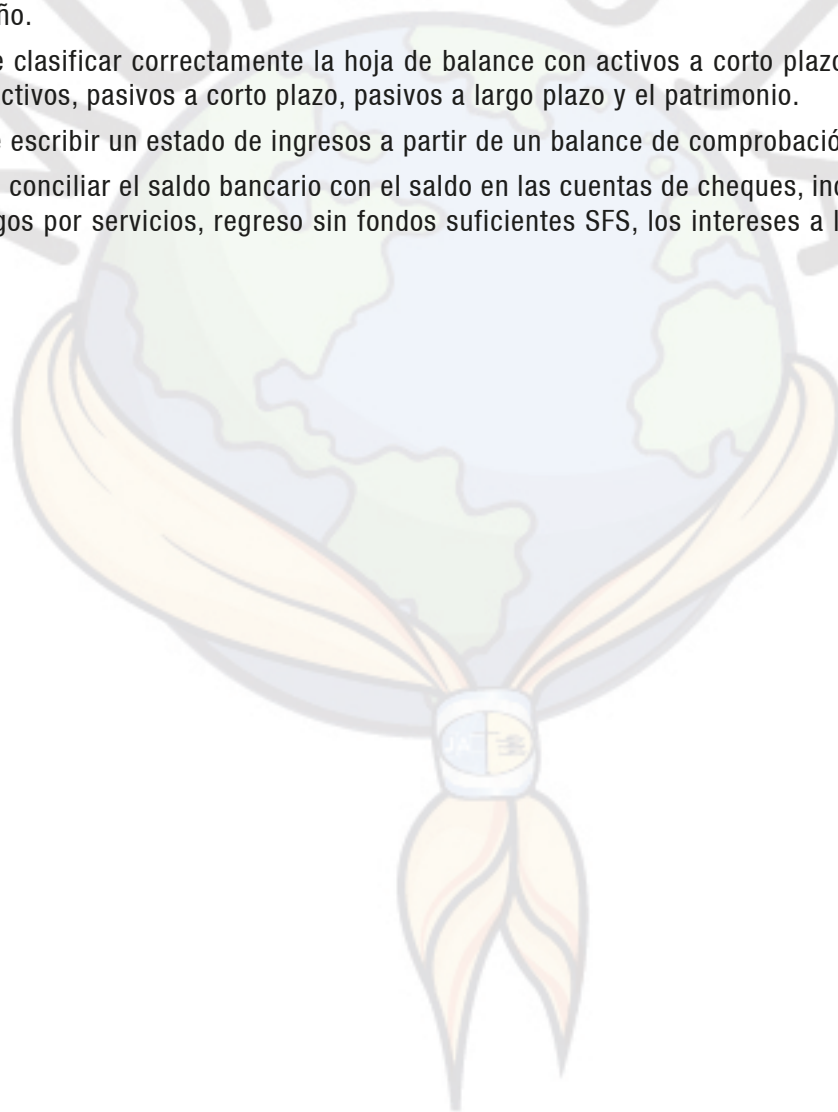 ño.
e clasificar correctamente la hoja de balance con activos a corto plazo
ctivos, pasivos a corto plazo, pasivos a largo plazo y el patrimonio.
e escribir un estado de ingresos a partir de un balance de comprobació
conciliar el saldo bancario con el saldo en las cuentas de cheques, inc
gos por servicios, regreso sin fondos suficientes SFS, los intereses a l
JA